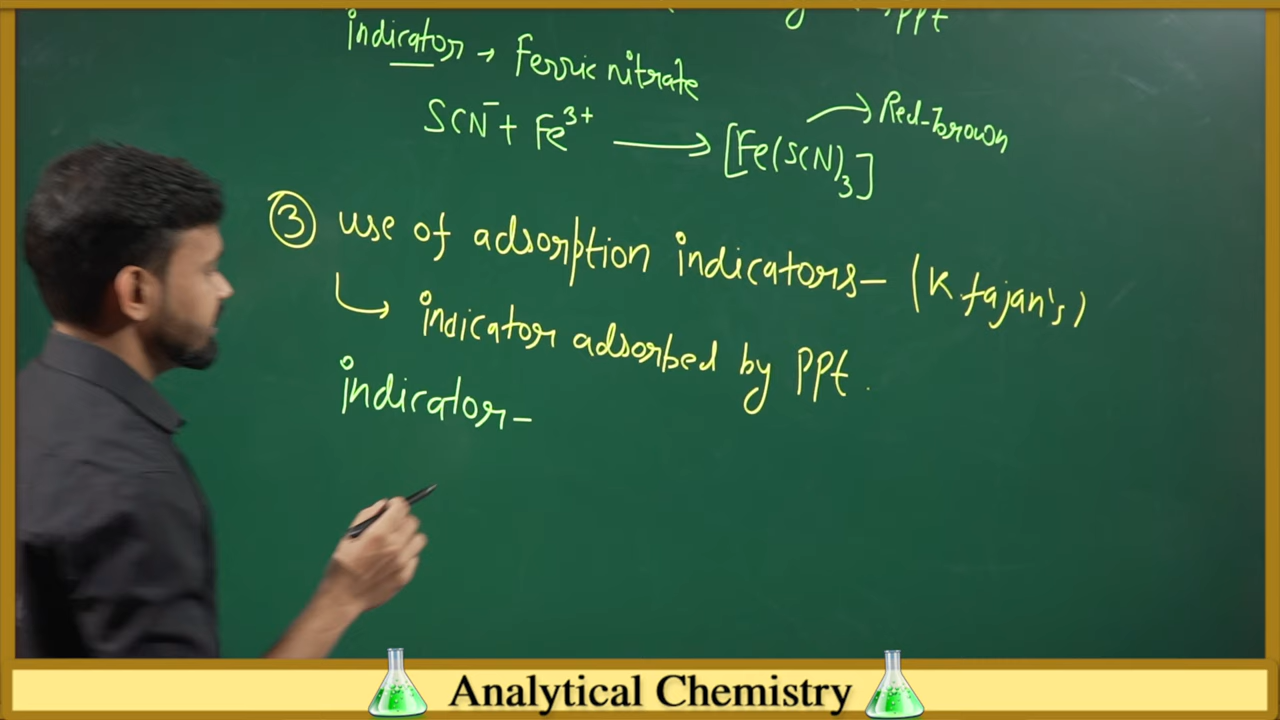 ppt
indicator → Ferric nitrate
SCN⁻ + Fe³⁺ ⟶ [Fe(SCN)₃] → Red-brown
③ use of adsorption indicators– (K.fajan's)
↳ indicator adsorbed by ppt.
indicator–
Analytical Chemistry